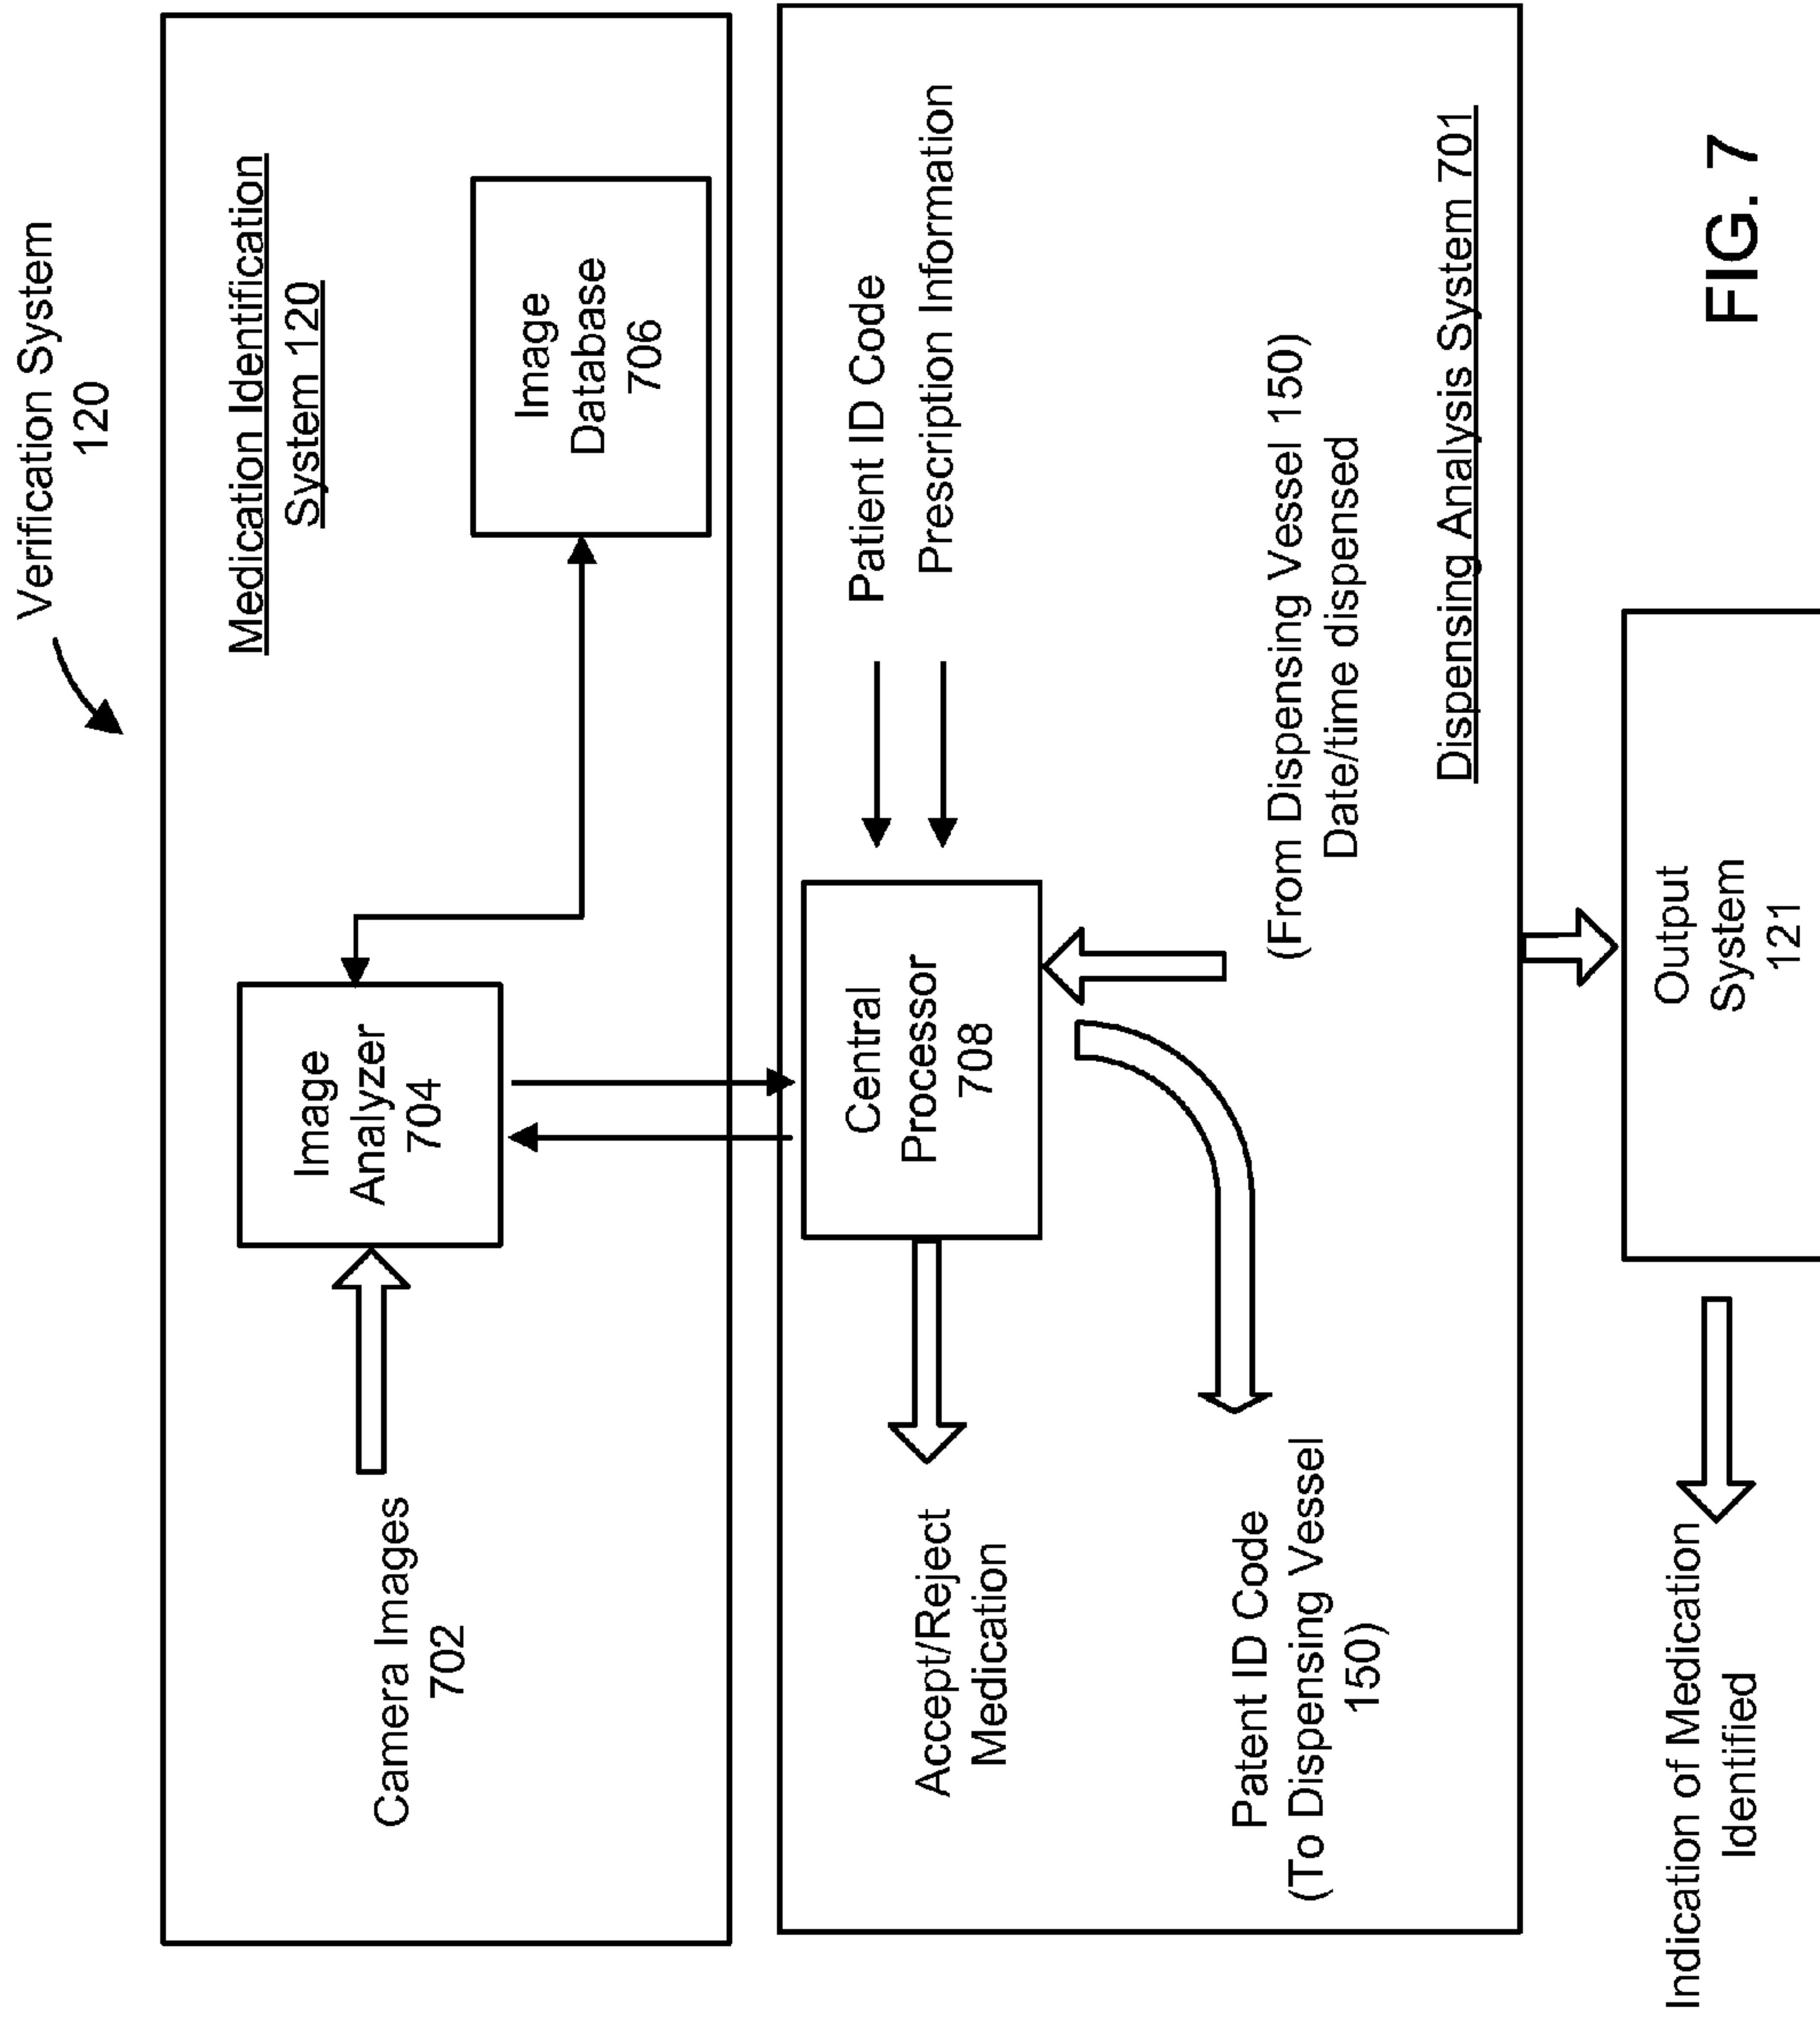 Verification System
120
Medication Identification
System 120
Camera Images
702
Image
Analyzer
704
Image
Database
706
Accept/Reject
Medication
Central
Processor
708
Patient ID Code
Prescription Information
Patent ID Code
(To Dispensing Vessel
150)
(From Dispensing Vessel 150)
Date/time dispensed
Dispensing Analysis System 701
Indication of Medication
Identified
Output
System
121
FIG. 7